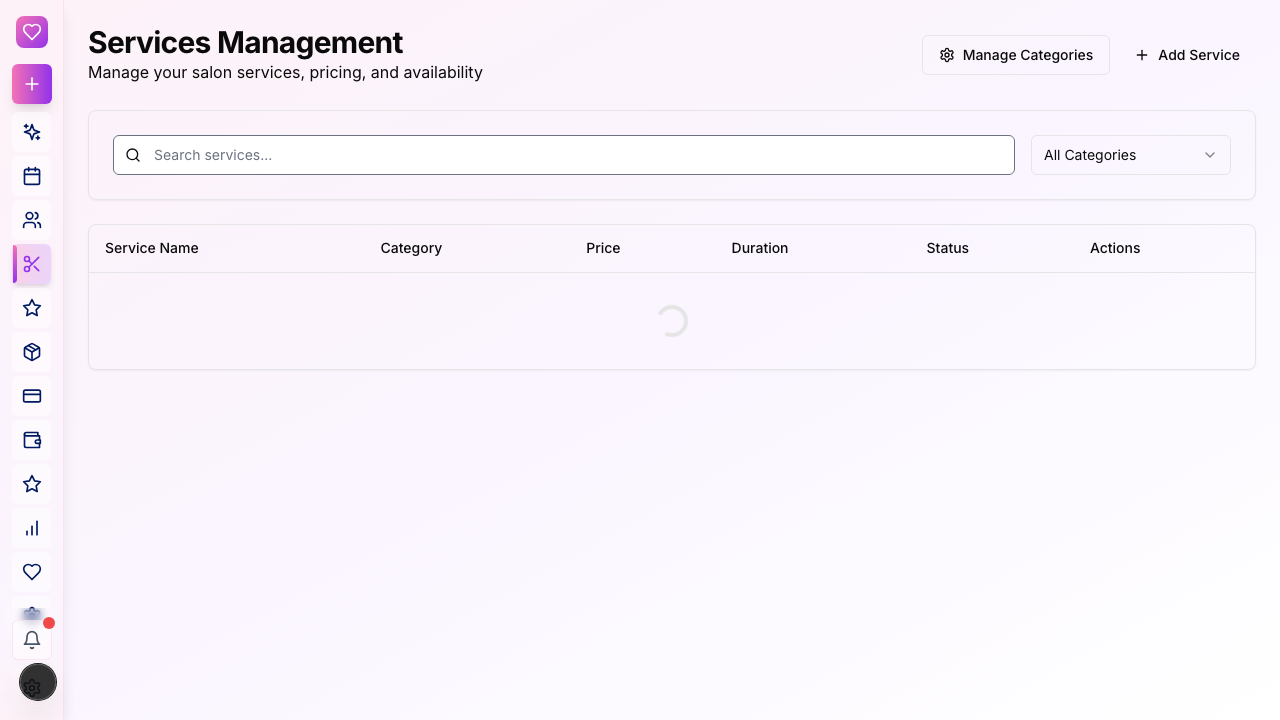 Services Management
Manage your salon services, pricing, and availability
Manage Categories
Add Service
Search services...
All Categories
Service Name
Category
Price
Duration
Status
Actions